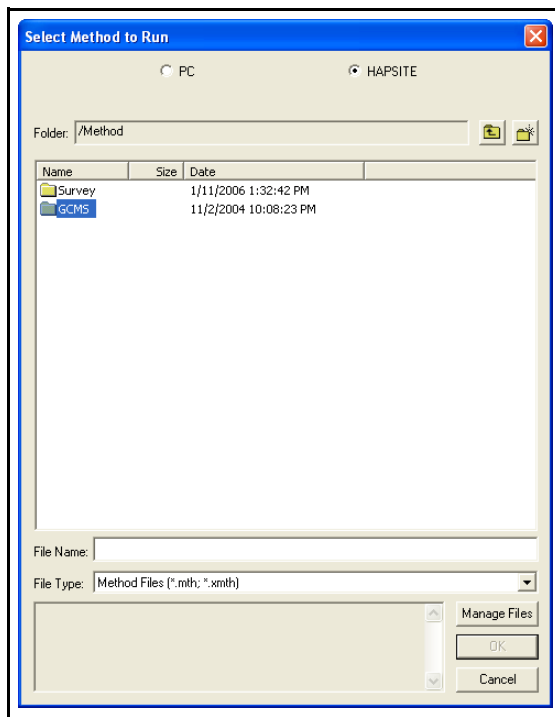 Select Method to Run
PC HAPSITE
Folder: /Method
Name Size Date
Survey 1/11/2006 1:32:42 PM
GCMS 11/2/2004 10:08:23 PM
File Name:
File Type: Method Files (*.mth; *.xmth)
Manage Files
OK
Cancel